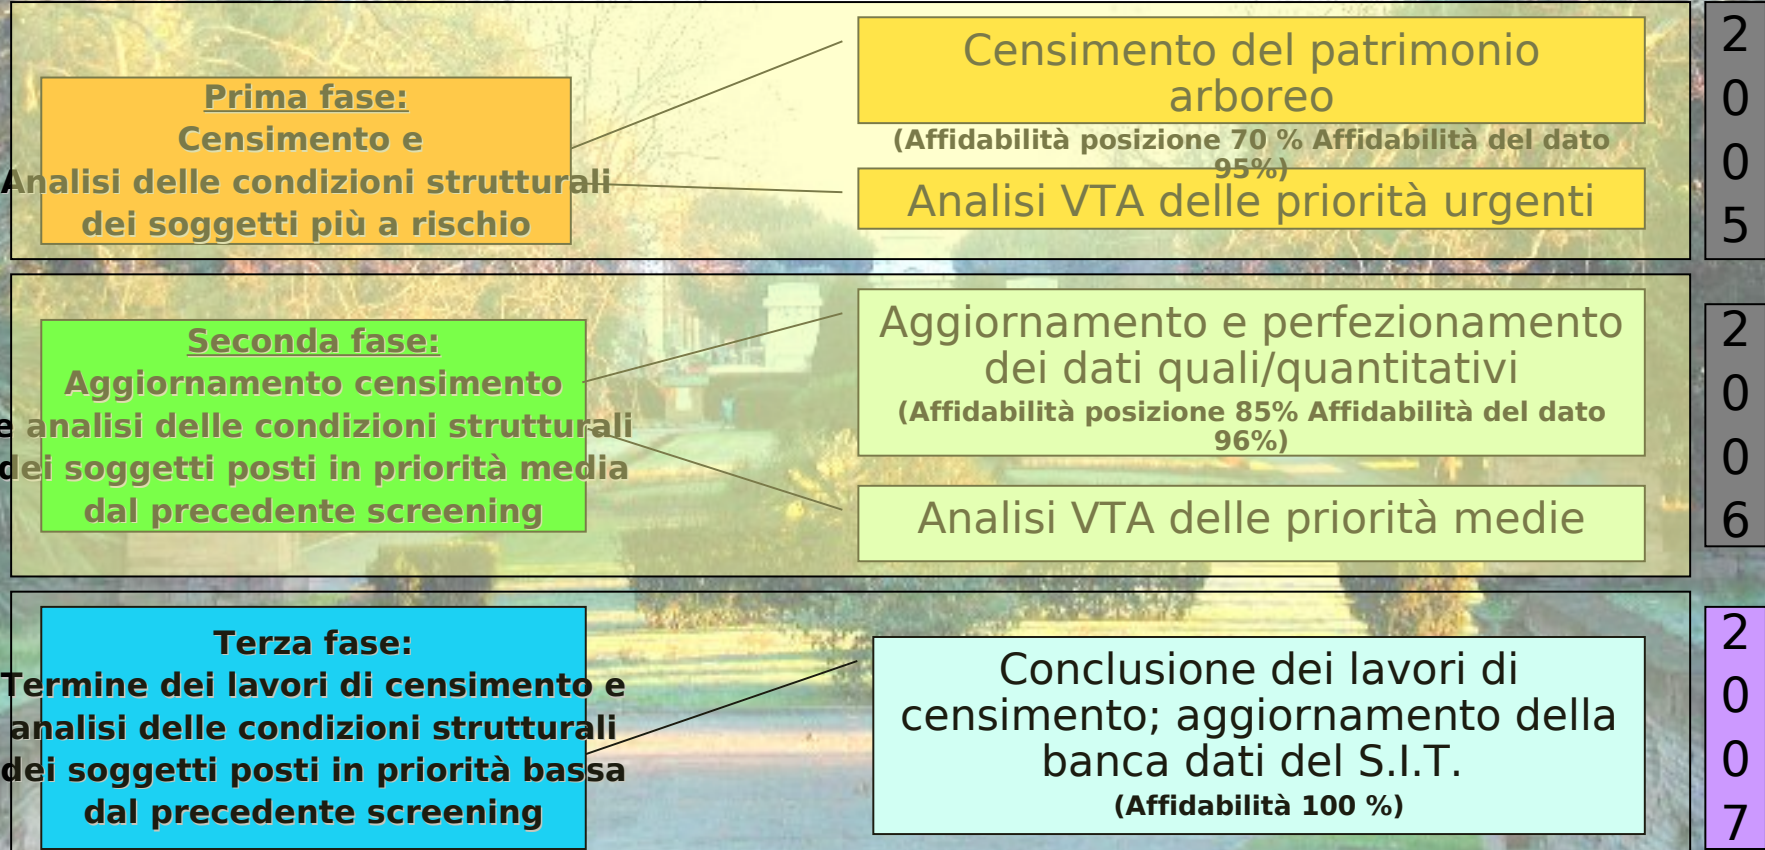 Prima fase:
Censimento e
Analisi delle condizioni strutturali
dei soggetti più a rischio
Censimento del patrimonio
arboreo
(Affidabilità posizione 70 % Affidabilità del dato
95%)
Analisi VTA delle priorità urgenti
2
0
0
5
Seconda fase:
Aggiornamento censimento
e analisi delle condizioni strutturali
dei soggetti posti in priorità media
dal precedente screening
Aggiornamento e perfezionamento
dei dati quali/quantitativi
(Affidabilità posizione 85% Affidabilità del dato
96%)
Analisi VTA delle priorità medie
2
0
0
6
Terza fase:
Termine dei lavori di censimento e
analisi delle condizioni strutturali
dei soggetti posti in priorità bassa
dal precedente screening
Conclusione dei lavori di
censimento; aggiornamento della
banca dati del S.I.T.
(Affidabilità 100 %)
2
0
0
7